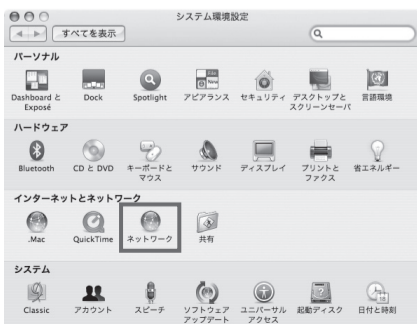 システム環境設定
すべてを表示
パーソナル
Dashboard と
Exposé
Dock
Spotlight
アピアランス
セキュリティ
デスクトップと
スクリーンセーバ
言語環境
ハードウェア
Bluetooth
CD と DVD
キーボードと
マウス
サウンド
ディスプレイ
プリントと
ファクス
省エネルギー
インターネットとネットワーク
.Mac
QuickTime
ネットワーク
共有
システム
Classic
アカウント
スピーチ
ソフトウェア
アップデート
ユニバーサル
アクセス
起動ディスク
日付と時刻